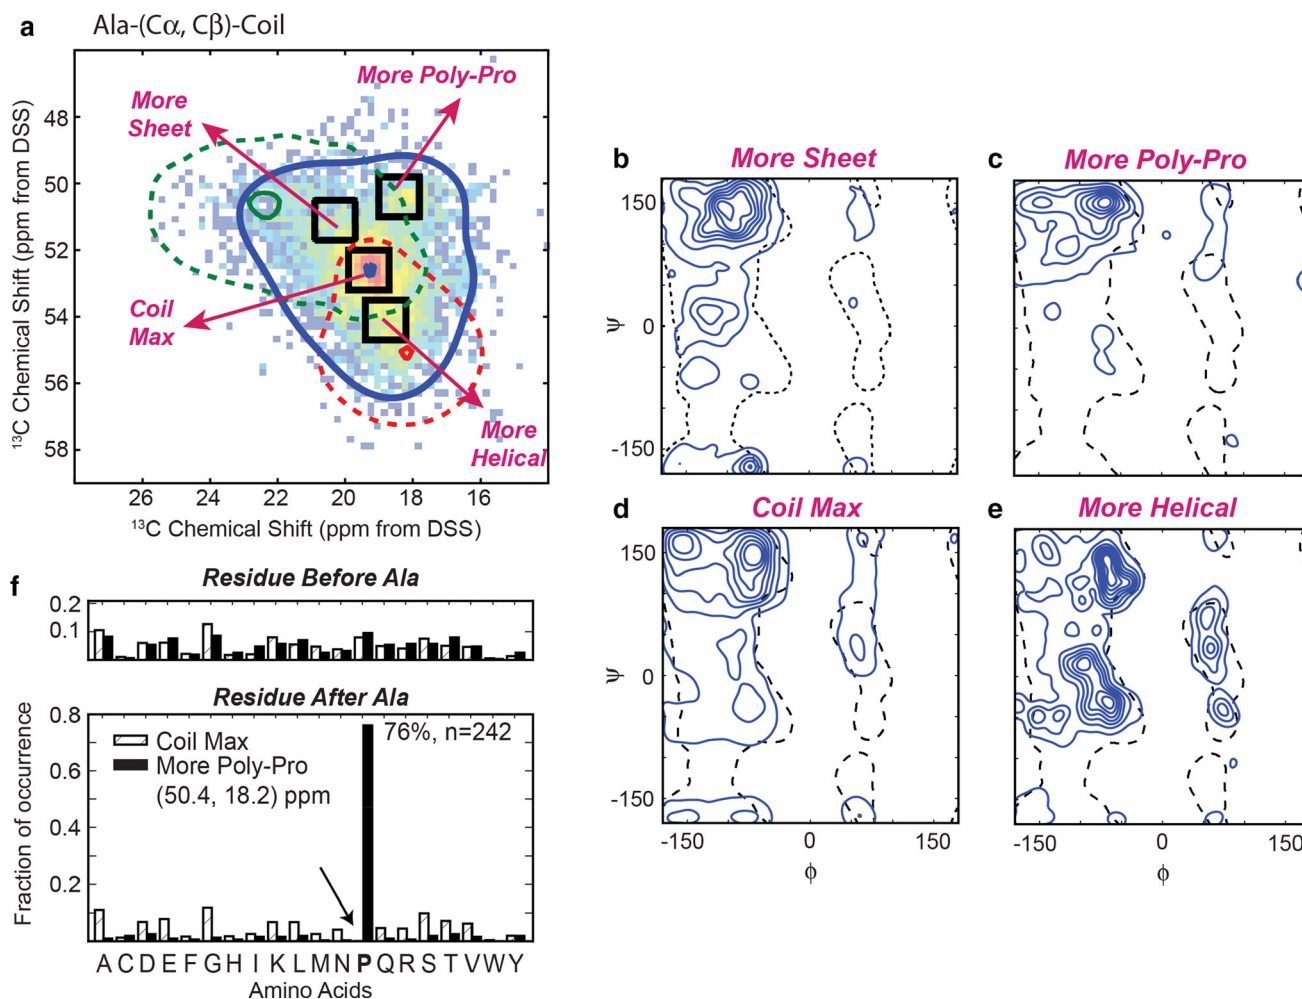 a
Ala-(Cα, Cβ)-Coil
More Poly-Pro
More
Sheet
Coil
Max
More
Helical
48
50
52
54
56
58
26 24 22 20 18 16
¹³C Chemical Shift (ppm from DSS)
¹³C Chemical Shift (ppm from DSS)
b More Sheet
150
0
-150
Ψ
c More Poly-Pro
d Coil Max
150
0
-150
Ψ
-150 0 150
ϕ
e More Helical
-150 0 150
ϕ
f
Residue Before Ala
0.2
0.1
Residue After Ala
0.8
0.6
0.4
0.2
Fraction of occurrence
Coil Max
More Poly-Pro
(50.4, 18.2) ppm
76%, n=242
A C D E F G H I K L M N P Q R S T V W Y
Amino Acids